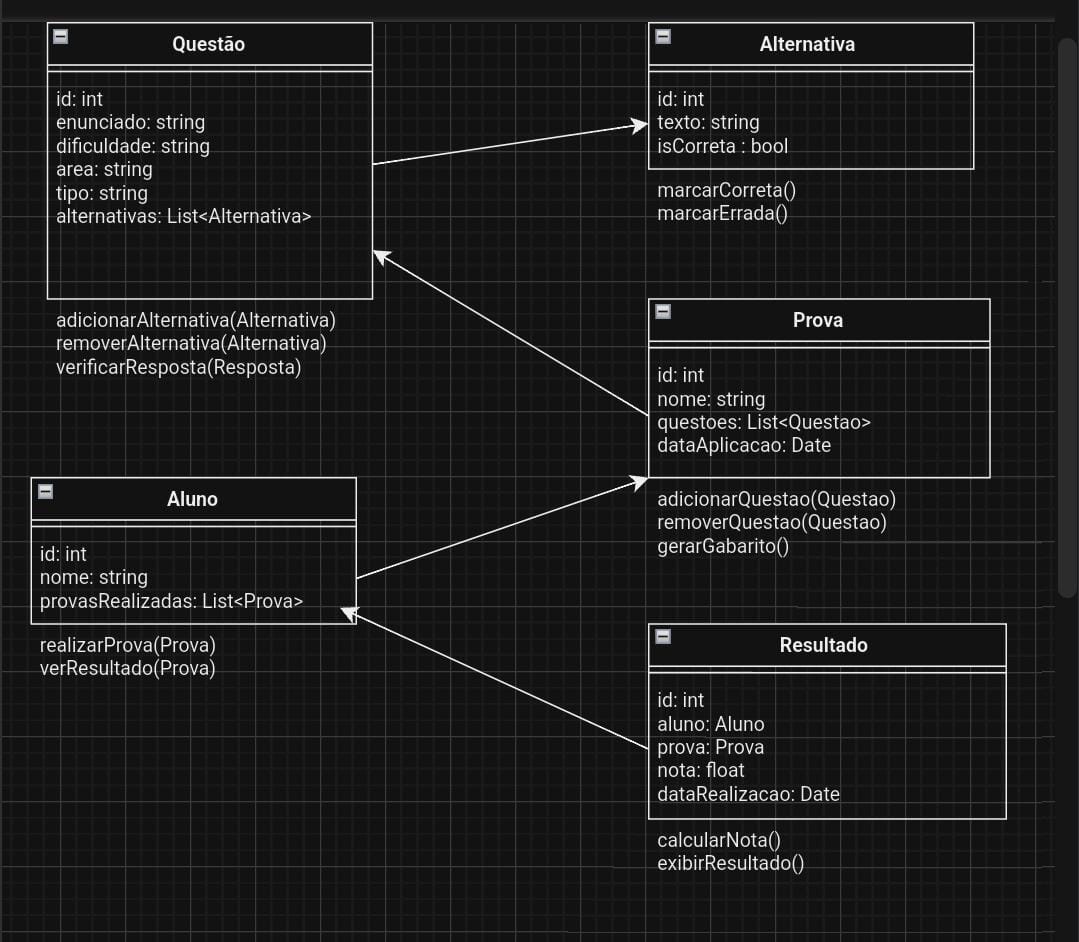 Questão
id: int
enunciado: string
dificuldade: string
area: string
tipo: string
alternativas: List<Alternativa>
adicionarAlternativa(Alternativa)
removerAlternativa(Alternativa)
verificarResposta(Resposta)
Alternativa
id: int
texto: string
isCorreta : bool
marcarCorreta()
marcarErrada()
Prova
id: int
nome: string
questoes: List<Questao>
dataAplicacao: Date
adicionarQuestao(Questao)
removerQuestao(Questao)
gerarGabarito()
Aluno
id: int
nome: string
provasRealizadas: List<Prova>
realizarProva(Prova)
verResultado(Prova)
Resultado
id: int
aluno: Aluno
prova: Prova
nota: float
dataRealizacao: Date
calcularNota()
exibirResultado()